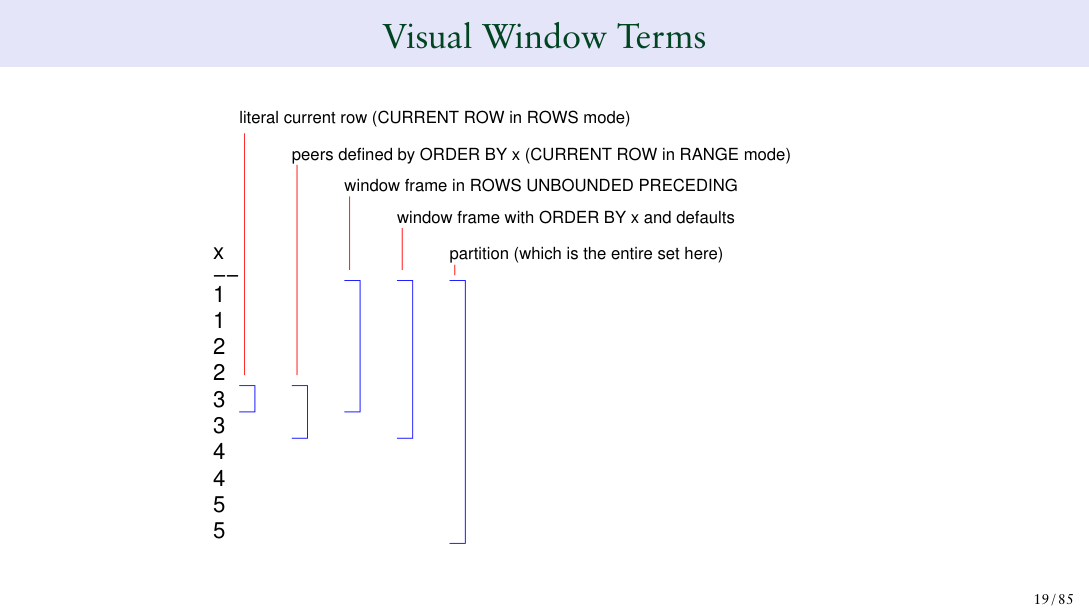 Visual Window Terms
literal current row (CURRENT ROW in ROWS mode)
peers defined by ORDER BY x (CURRENT ROW in RANGE mode)
window frame in ROWS UNBOUNDED PRECEDING
window frame with ORDER BY x and defaults
partition (which is the entire set here)
x
--
1
1
2
2
3
3
4
4
5
5
19/85